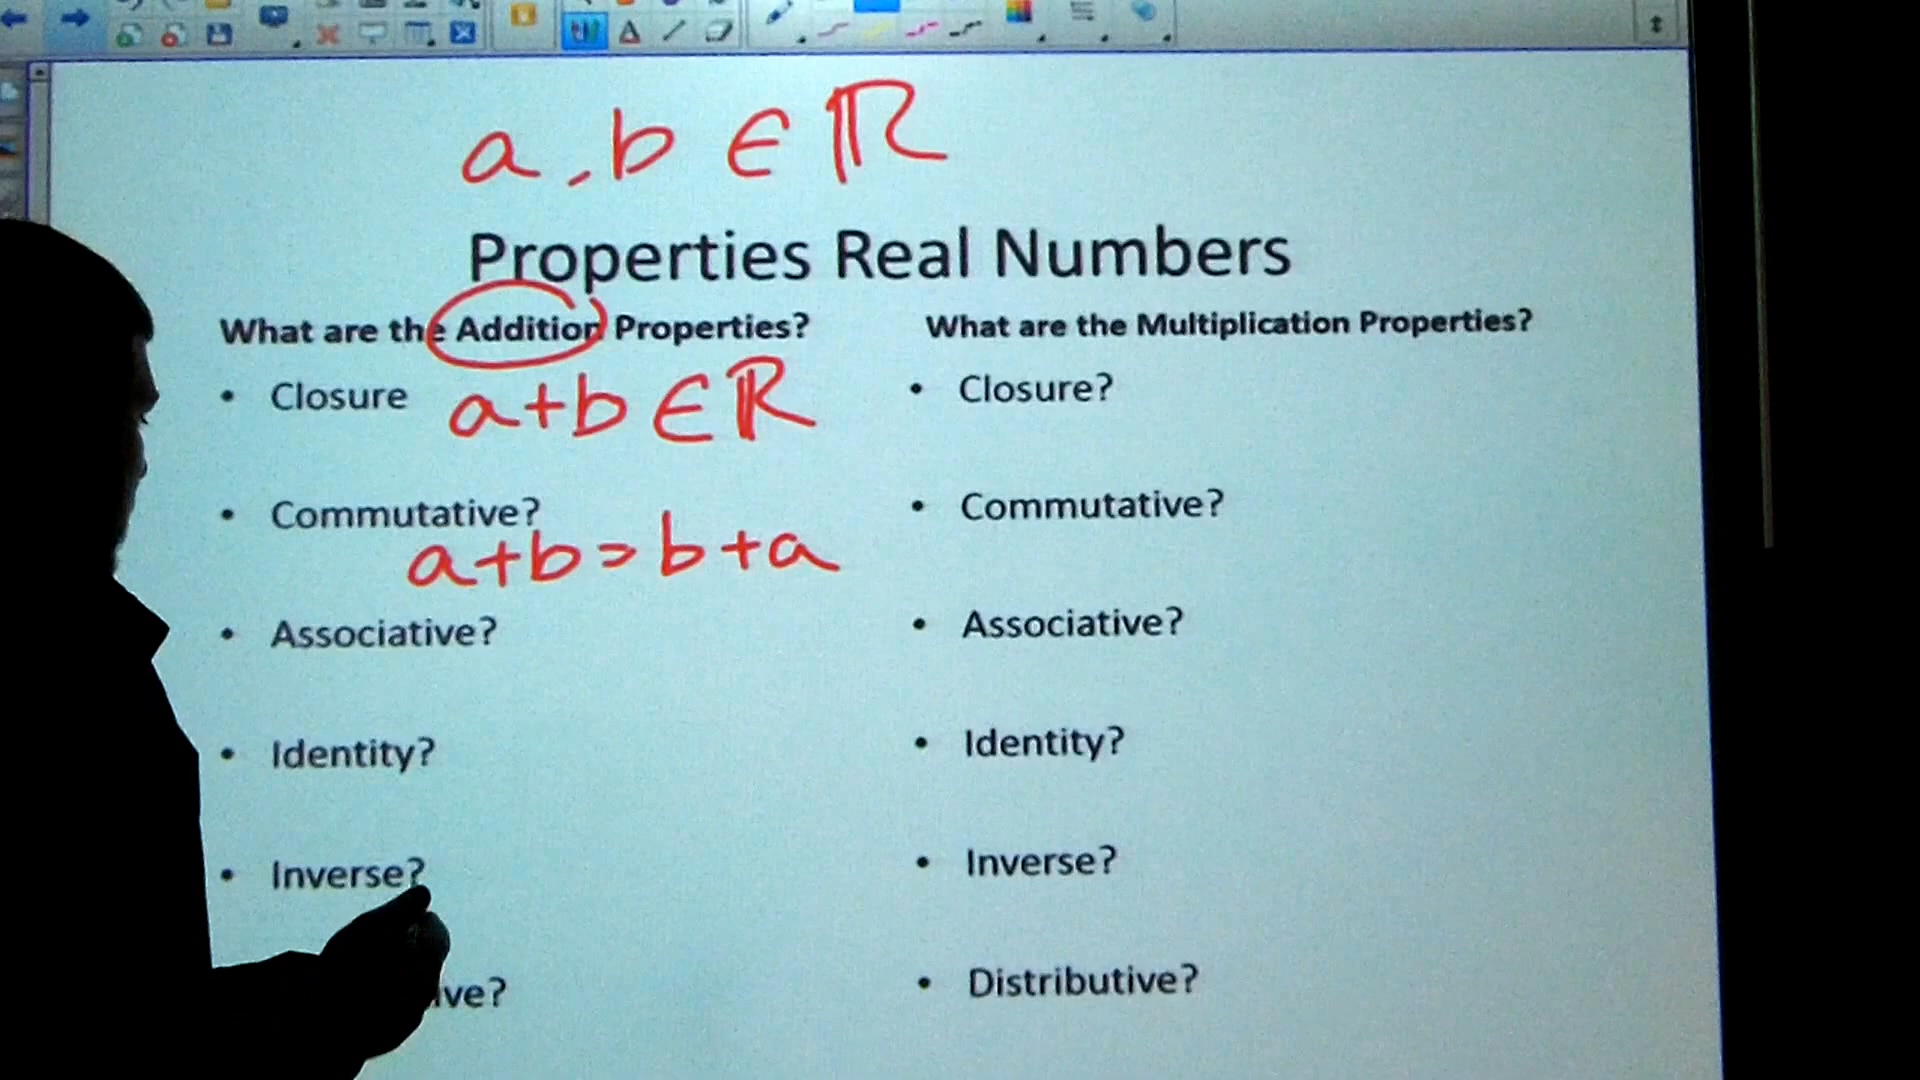 a, b ∈ ℝ
Properties Real Numbers
What are the Addition Properties?
• Closure a+b ∈ ℝ
• Commutative?
a+b=b+a
• Associative?
• Identity?
• Inverse?
ive?
What are the Multiplication Properties?
• Closure?
• Commutative?
• Associative?
• Identity?
• Inverse?
• Distributive?